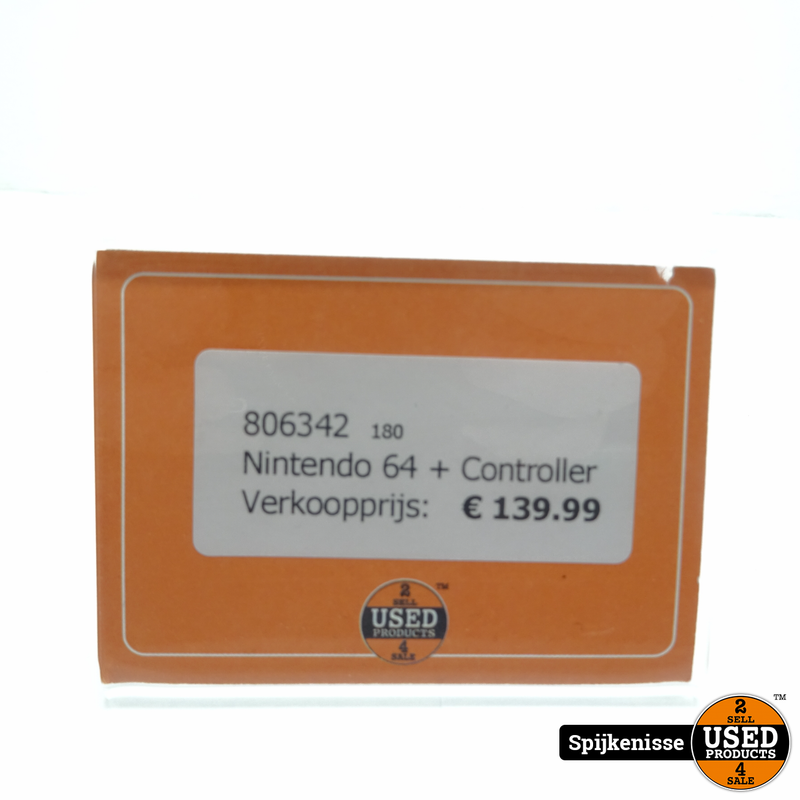 806342 180
Nintendo 64 + Controller
Verkoopprijs: € 139.99
2
SELL
USED
PRODUCTS
4
SALE
™
Spijkenisse
2
SELL
USED
PRODUCTS
4
SALE
™